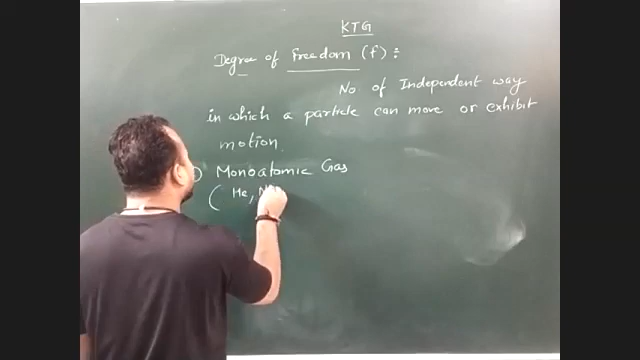 KTG
Degree of Freedom (f) :
No. of Independent way
in which a particle can move or exhibit
motion.
Monoatomic Gas
( He, N